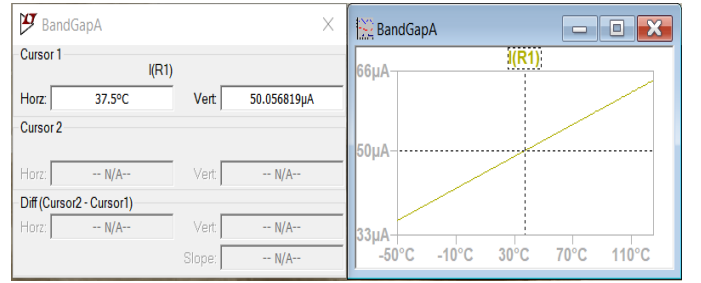 BandGapA
Cursor 1
I(R1)
Horz: 37.5°C Vert: 50.056819µA
Cursor 2
Horz: -- N/A-- Vert: -- N/A--
Diff (Cursor2 - Cursor1)
Horz: -- N/A-- Vert: -- N/A--
Slope: -- N/A--
BandGapA
I(R1)
66µA
50µA
33µA
-50°C -10°C 30°C 70°C 110°C